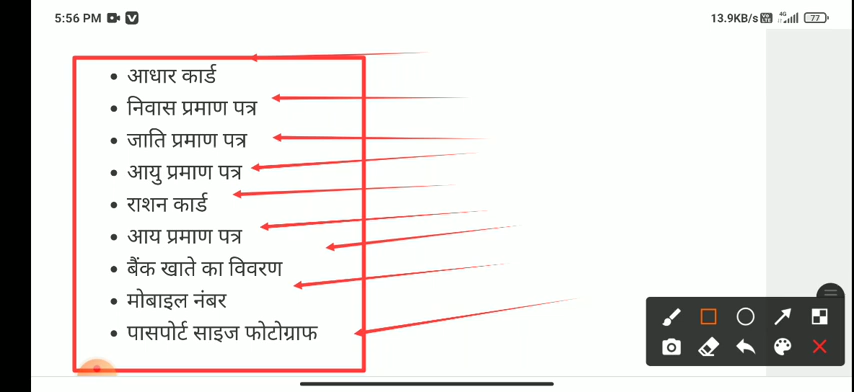 5:56 PM
13.9KB/s 4G 77
आधार कार्ड
निवास प्रमाण पत्र
जाति प्रमाण पत्र
आयु प्रमाण पत्र
राशन कार्ड
आय प्रमाण पत्र
बैंक खाते का विवरण
मोबाइल नंबर
पासपोर्ट साइज फोटोग्राफ